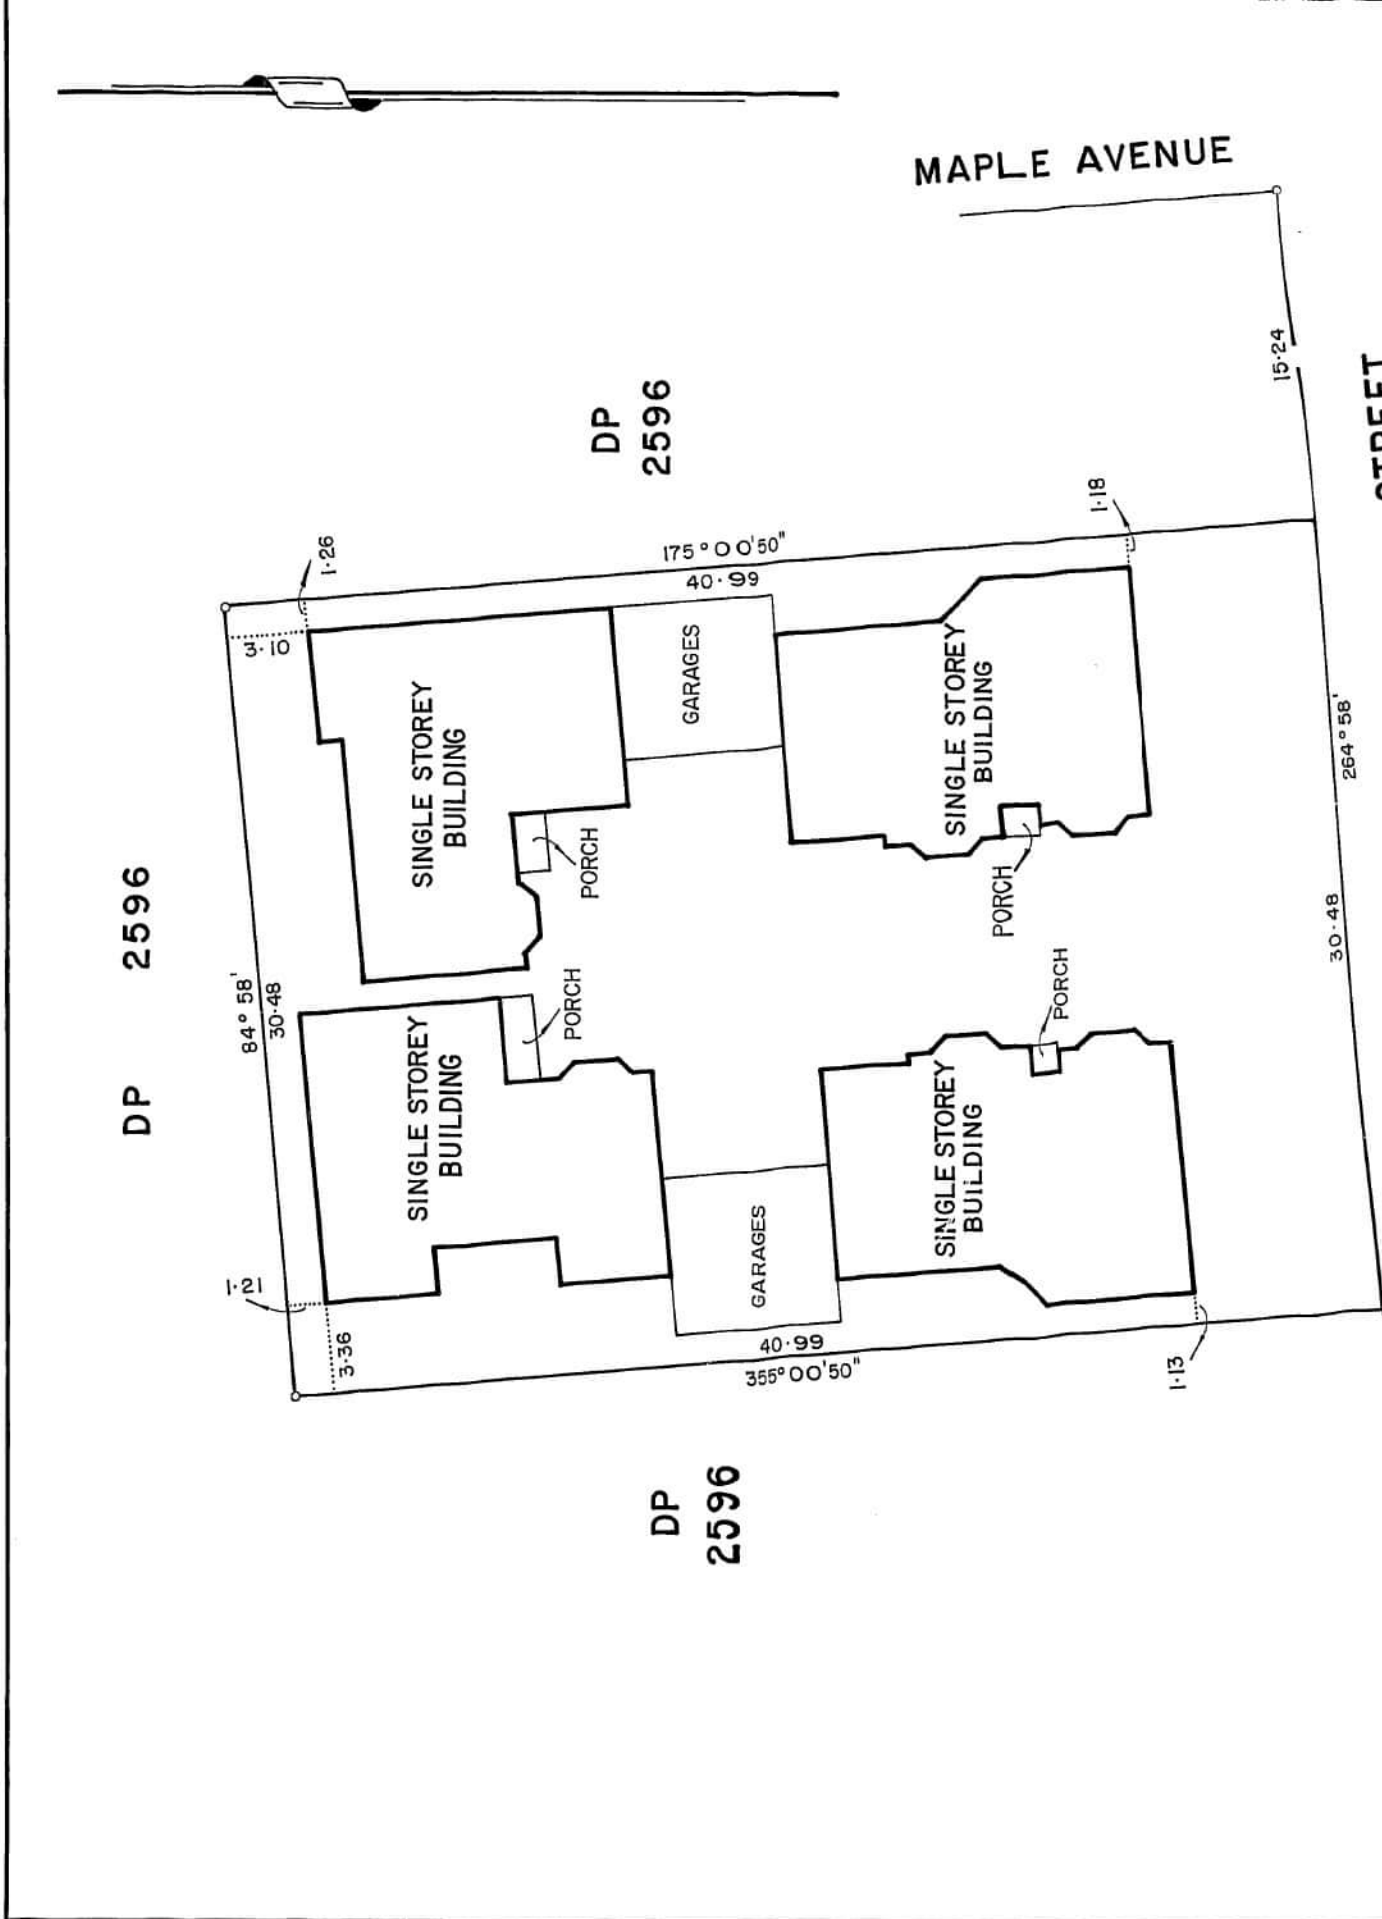 MAPLE AVENUE
15·24
DP
2596
1·18
1·26
175°00'50"
40·99
3·10
GARAGES
SINGLE STOREY
BUILDING
SINGLE STOREY
BUILDING
264°58'
30·48
PORCH
PORCH
DP 2596
84°58'
30·48
PORCH
PORCH
SINGLE STOREY
BUILDING
SINGLE STOREY
BUILDING
GARAGES
1·21
3·36
40·99
355°00'50"
1·13
DP
2596